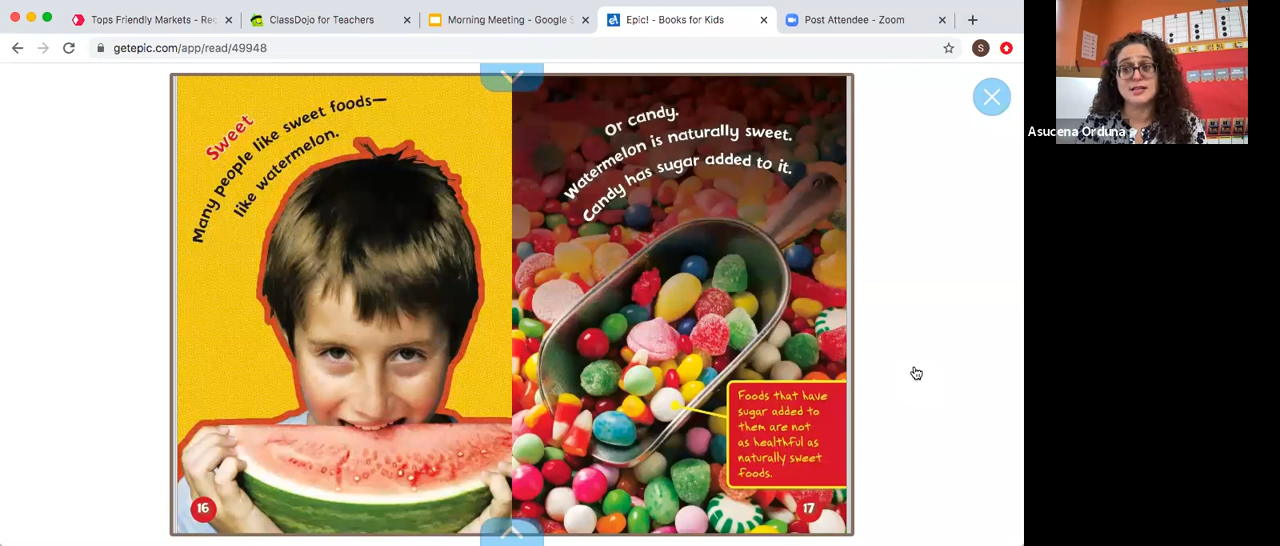 Tops Friendly Markets - Rec
ClassDojo for Teachers
Morning Meeting - Google S
Epic! - Books for Kids
Post Attendee - Zoom
getepic.com/app/read/49948
S
Asucena Orduna
Sweet
Many people like sweet foods—
like watermelon.
16
Or candy.
Watermelon is naturally sweet.
Candy has sugar added to it.
Foods that have
sugar added to
them are not
as healthful as
naturally sweet
foods.
17